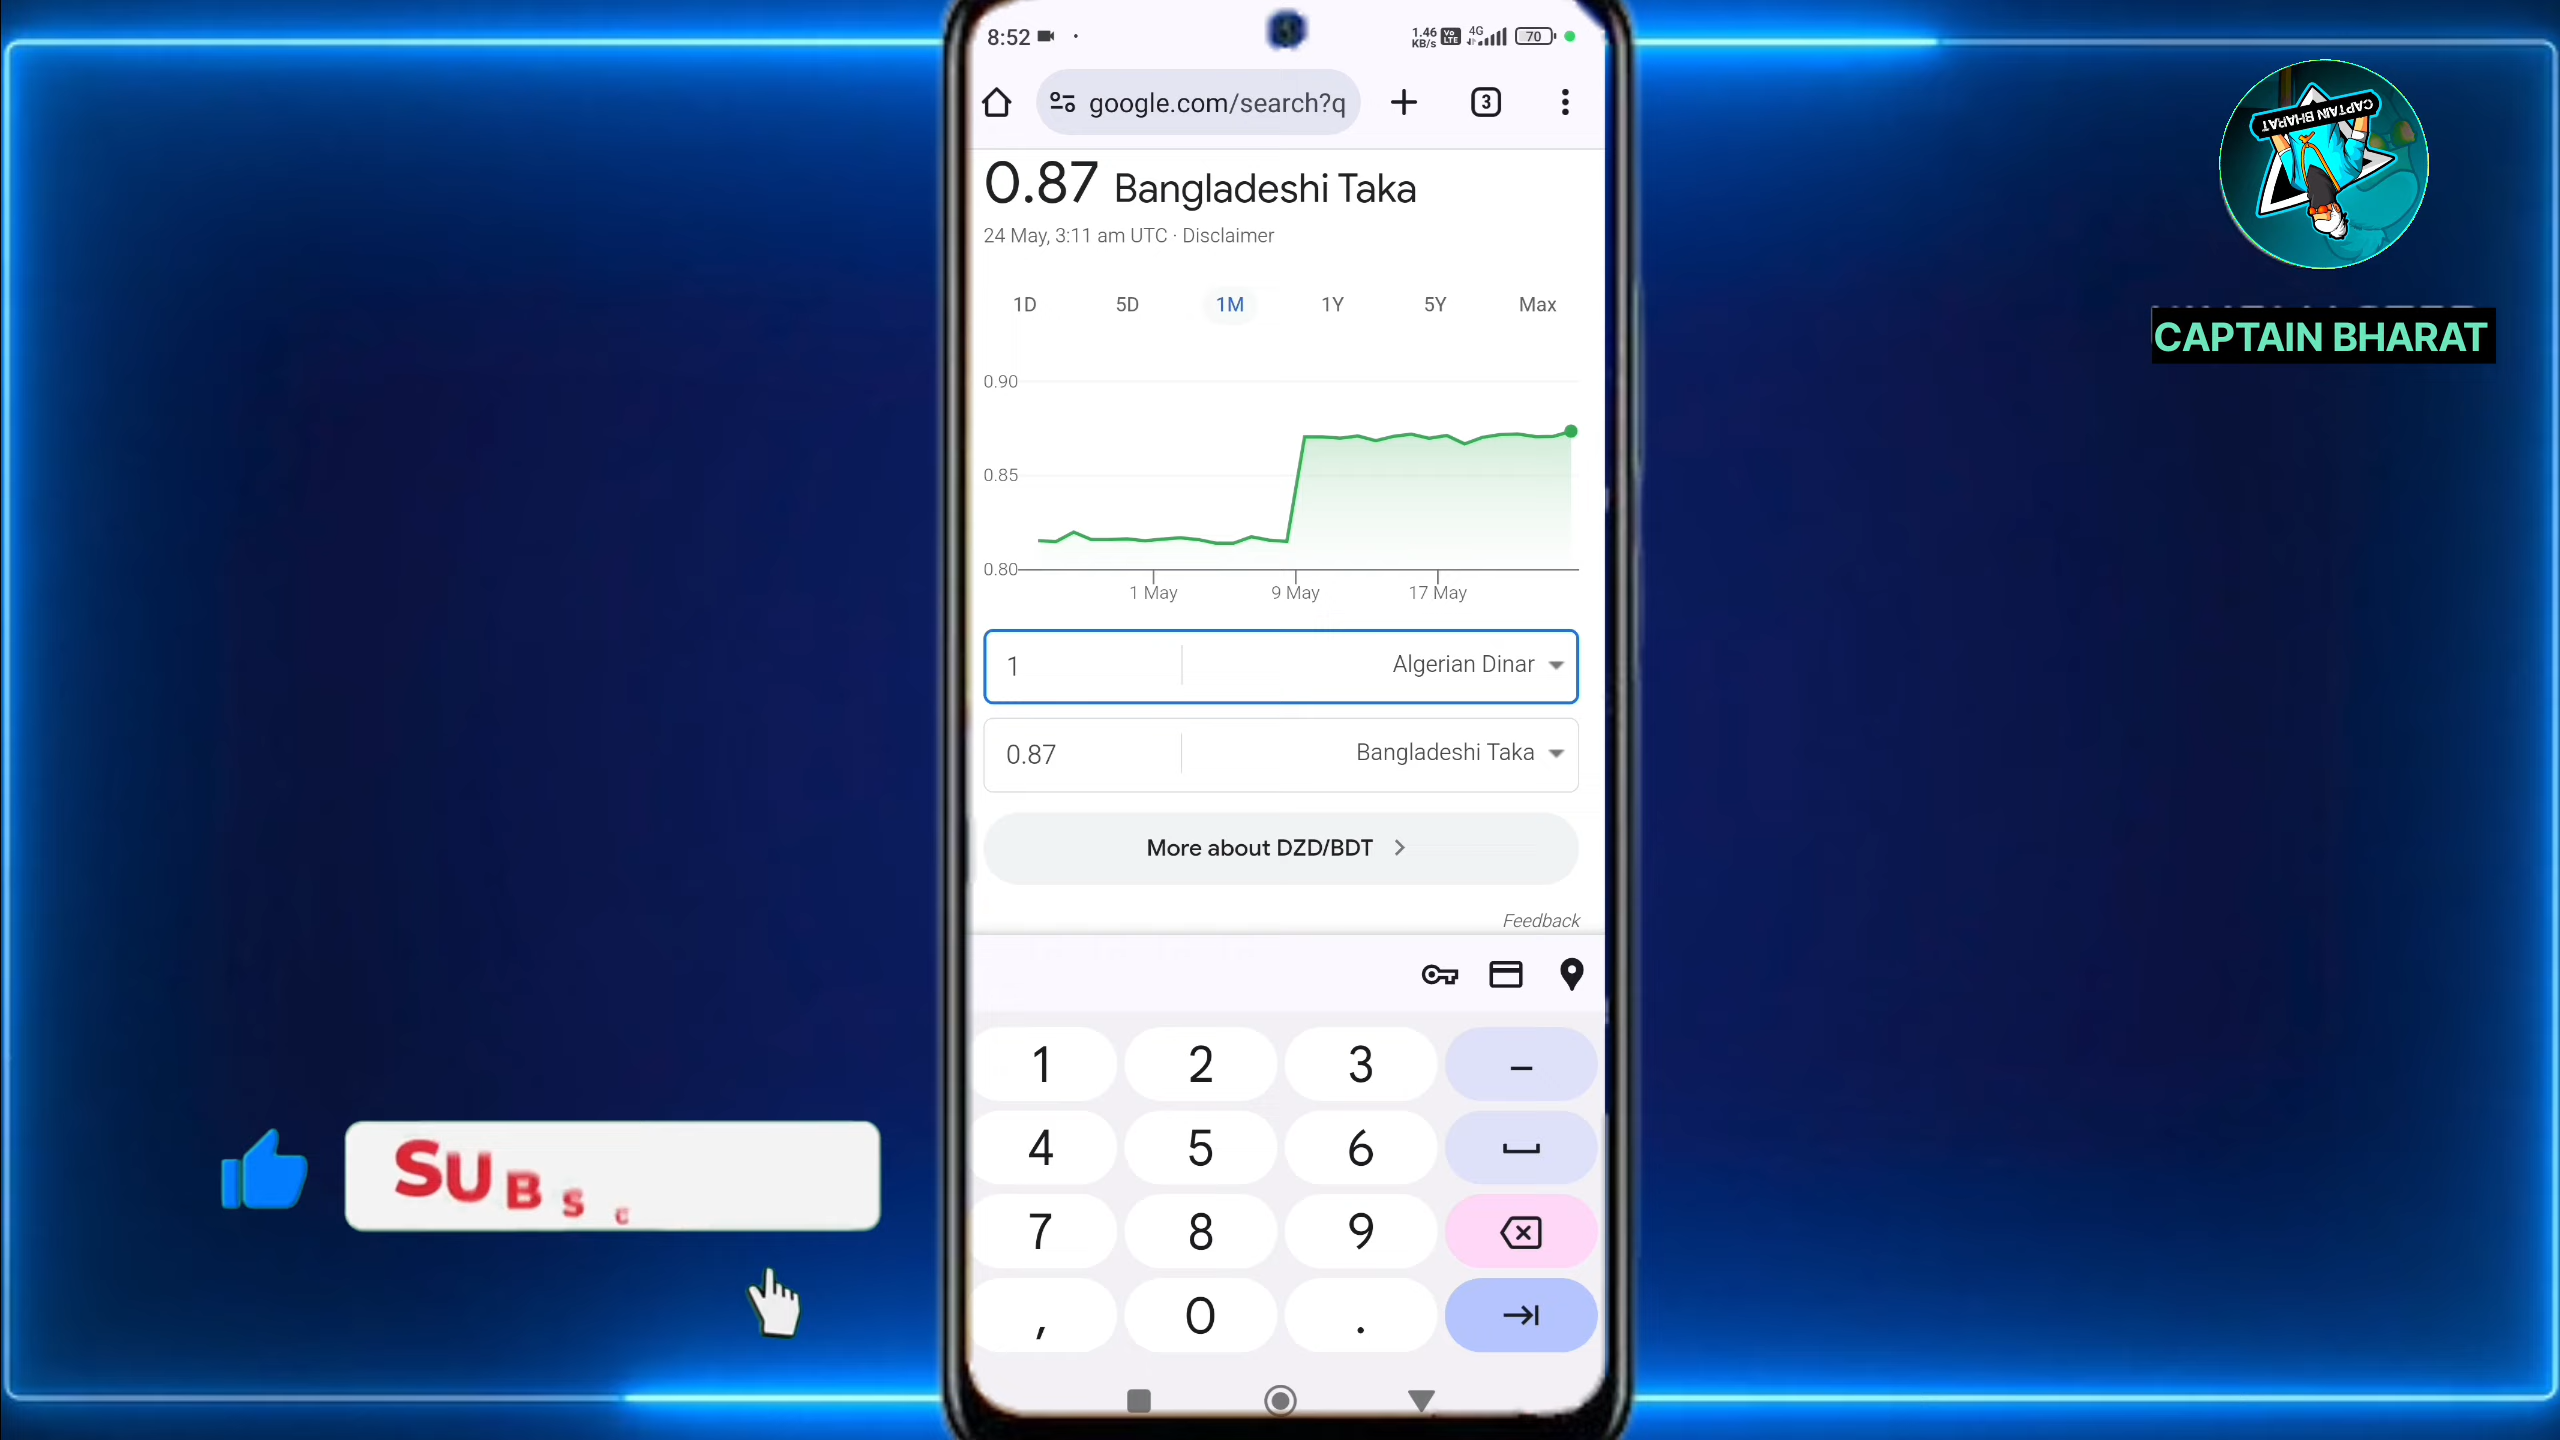 8:52
1.46 KB/s
Vo LTE
4G
70
google.com/search?q
3
CAPTAIN BHARAT
0.87 Bangladeshi Taka
24 May, 3:11 am UTC · Disclaimer
1D 5D 1M 1Y 5Y Max
CAPTAIN BHARAT
0.90
0.85
0.80
1 May 9 May 17 May
1 Algerian Dinar
0.87 Bangladeshi Taka
More about DZD/BDT
Feedback
1 2 3 –
4 5 6
SUBSC
7 8 9
, 0 .